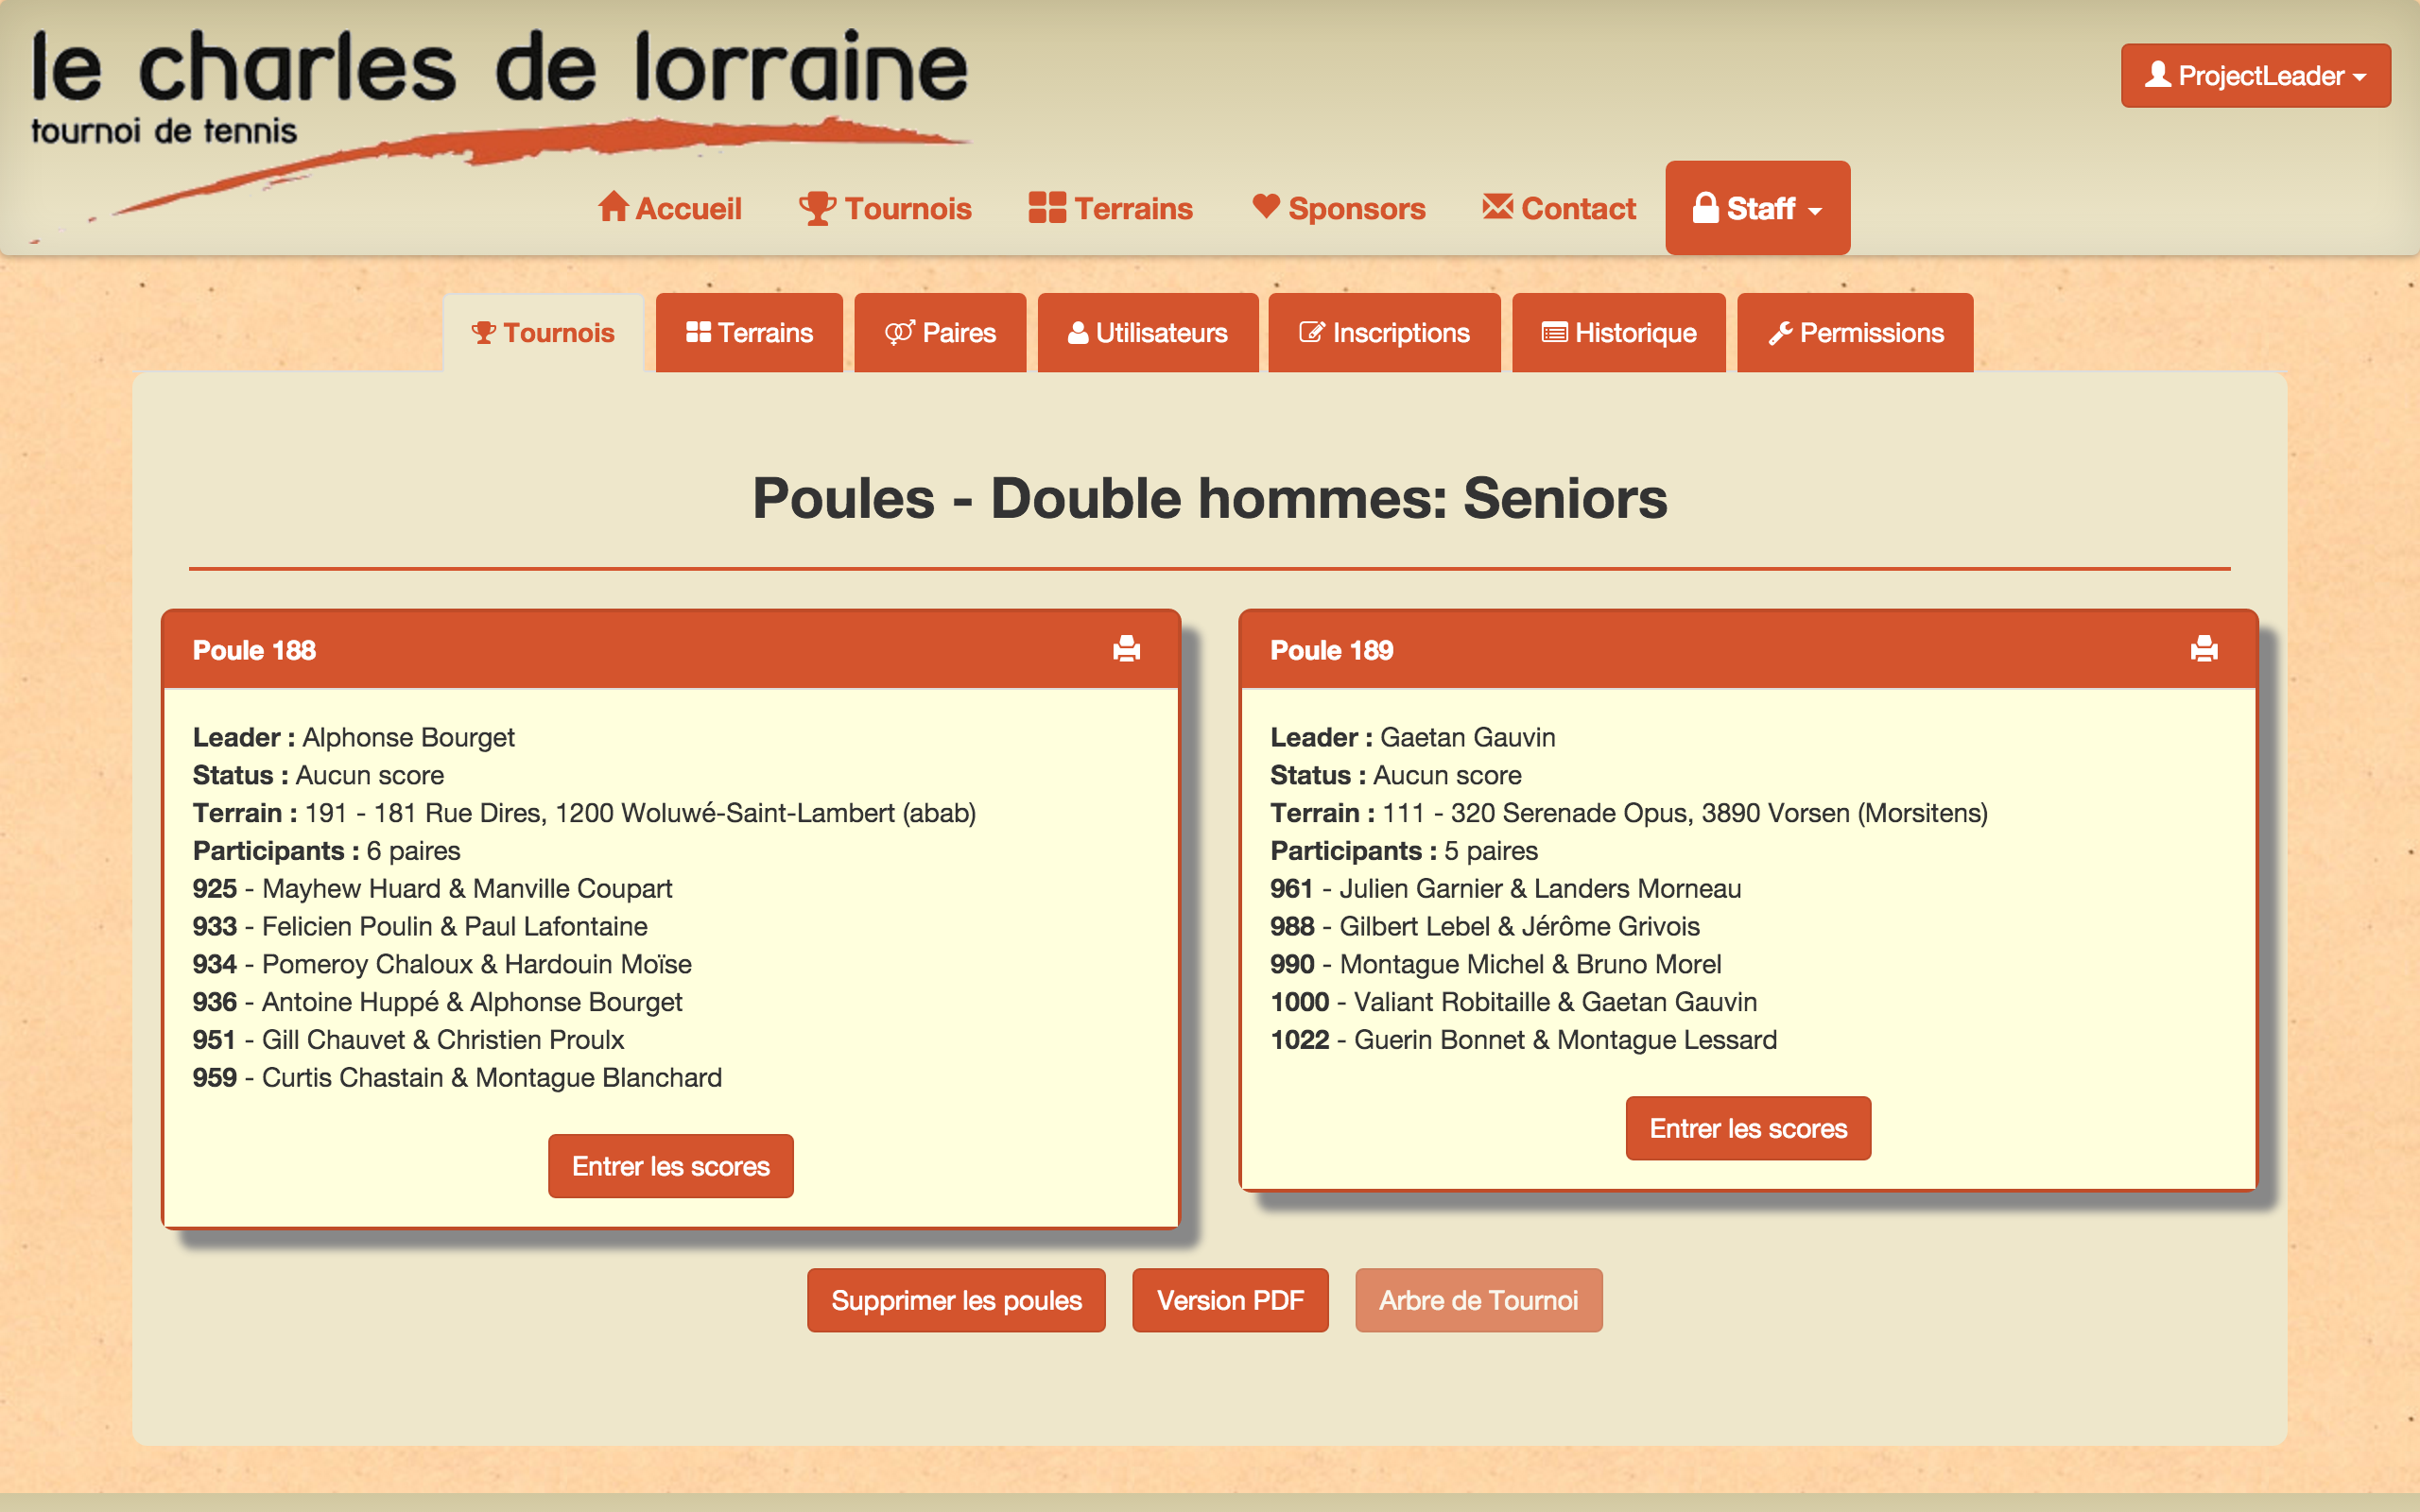 le charles de lorraine
tournoi de tennis
ProjectLeader
Accueil Tournois Terrains Sponsors Contact Staff
Tournois Terrains Paires Utilisateurs Inscriptions Historique Permissions
Poules - Double hommes: Seniors
Poule 188
Leader : Alphonse Bourget
Status : Aucun score
Terrain : 191 - 181 Rue Dires, 1200 Woluwé-Saint-Lambert (abab)
Participants : 6 paires
925 - Mayhew Huard & Manville Coupart
933 - Felicien Poulin & Paul Lafontaine
934 - Pomeroy Chaloux & Hardouin Moïse
936 - Antoine Huppé & Alphonse Bourget
951 - Gill Chauvet & Christien Proulx
959 - Curtis Chastain & Montague Blanchard
Entrer les scores
Poule 189
Leader : Gaetan Gauvin
Status : Aucun score
Terrain : 111 - 320 Serenade Opus, 3890 Vorsen (Morsitens)
Participants : 5 paires
961 - Julien Garnier & Landers Morneau
988 - Gilbert Lebel & Jérôme Grivois
990 - Montague Michel & Bruno Morel
1000 - Valiant Robitaille & Gaetan Gauvin
1022 - Guerin Bonnet & Montague Lessard
Entrer les scores
Supprimer les poules Version PDF Arbre de Tournoi